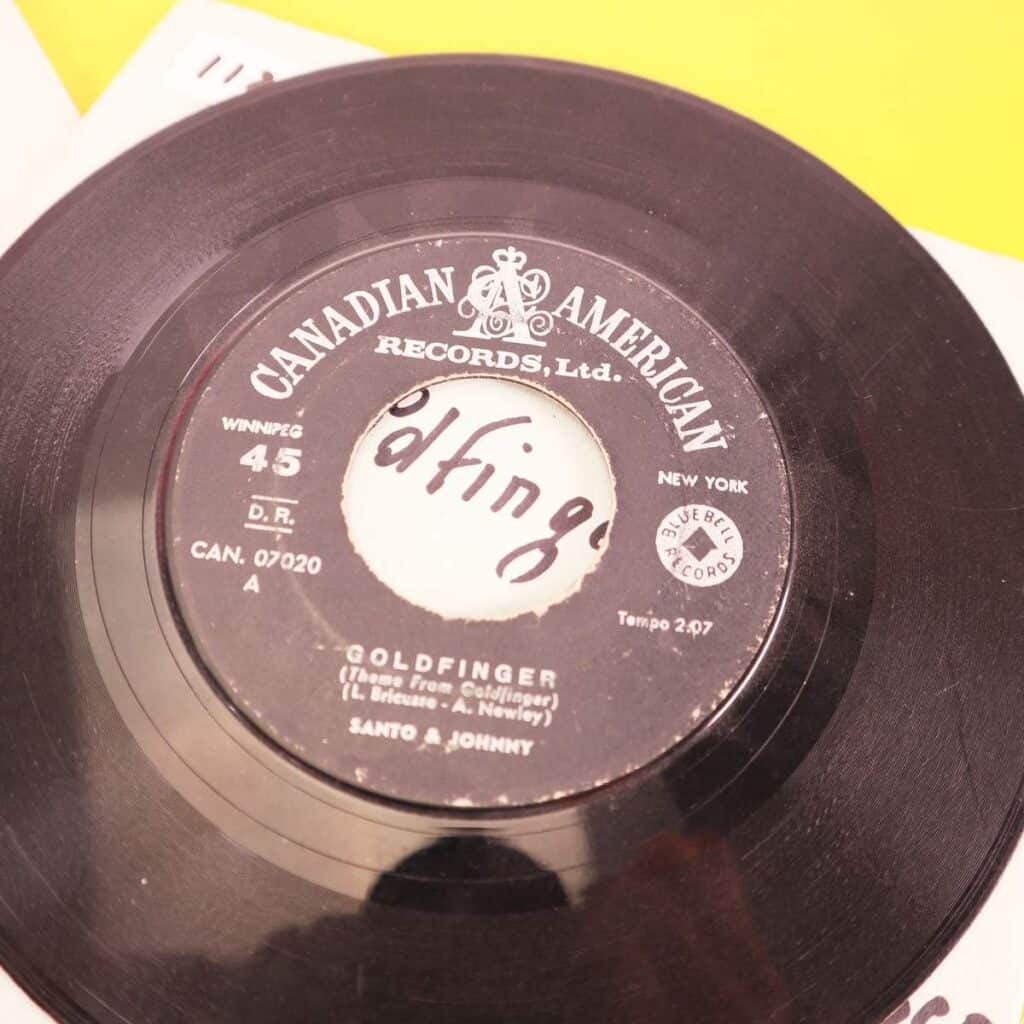 CANADIAN A AMERICAN
RECORDS, Ltd.
WINNIPEG
45
D. R.
CAN. 07020
A
NEW YORK
BLUEBELL
RECORDS
Tempo 2.07
GOLDFINGER
(Theme From Goldfinger)
(L. Bricusse - A. Newley)
SANTO & JOHNNY